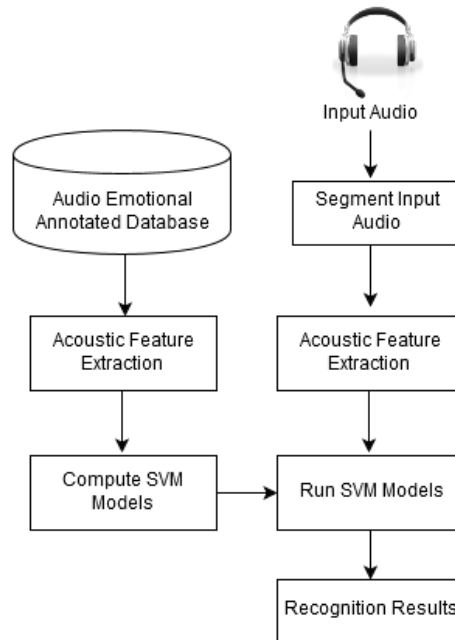 Input Audio
Audio Emotional
Annotated Database
Segment Input
Audio
Acoustic Feature
Extraction
Acoustic Feature
Extraction
Compute SVM
Models
Run SVM Models
Recognition Results